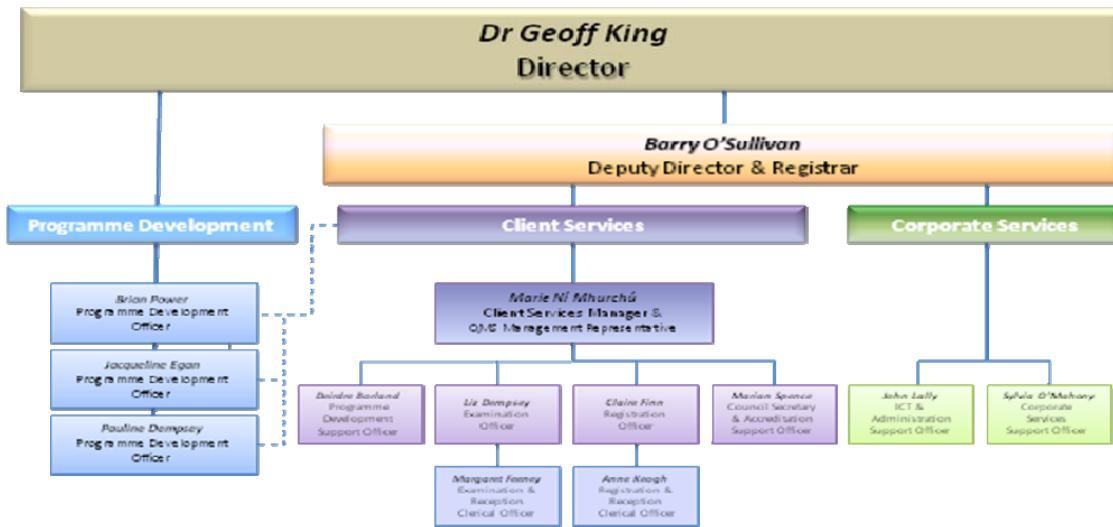 Dr Geoff King
Director
Barry O'Sullivan
Deputy Director & Registrar
Programme Development
Client Services
Corporate Services
Brian Power
Programme Development
Officer
Jacqueline Egan
Programme Development
Officer
Pauline Dempsey
Programme Development
Officer
Marie Ní Mhurchú
Client Services Manager &
QMS Management Representative
Deirdre Borland
Programme
Development
Support Officer
Liz Dempsey
Examination
Officer
Claire Finn
Registration
Officer
Marian Spence
Council Secretary
& Accreditation
Support Officer
John Lally
ICT &
Administration
Support Officer
Sylvia O'Mahony
Corporate
Services
Support Officer
Margaret Feeney
Examination &
Reception
Clerical Officer
Anne Keogh
Registration &
Reception
Clerical Officer